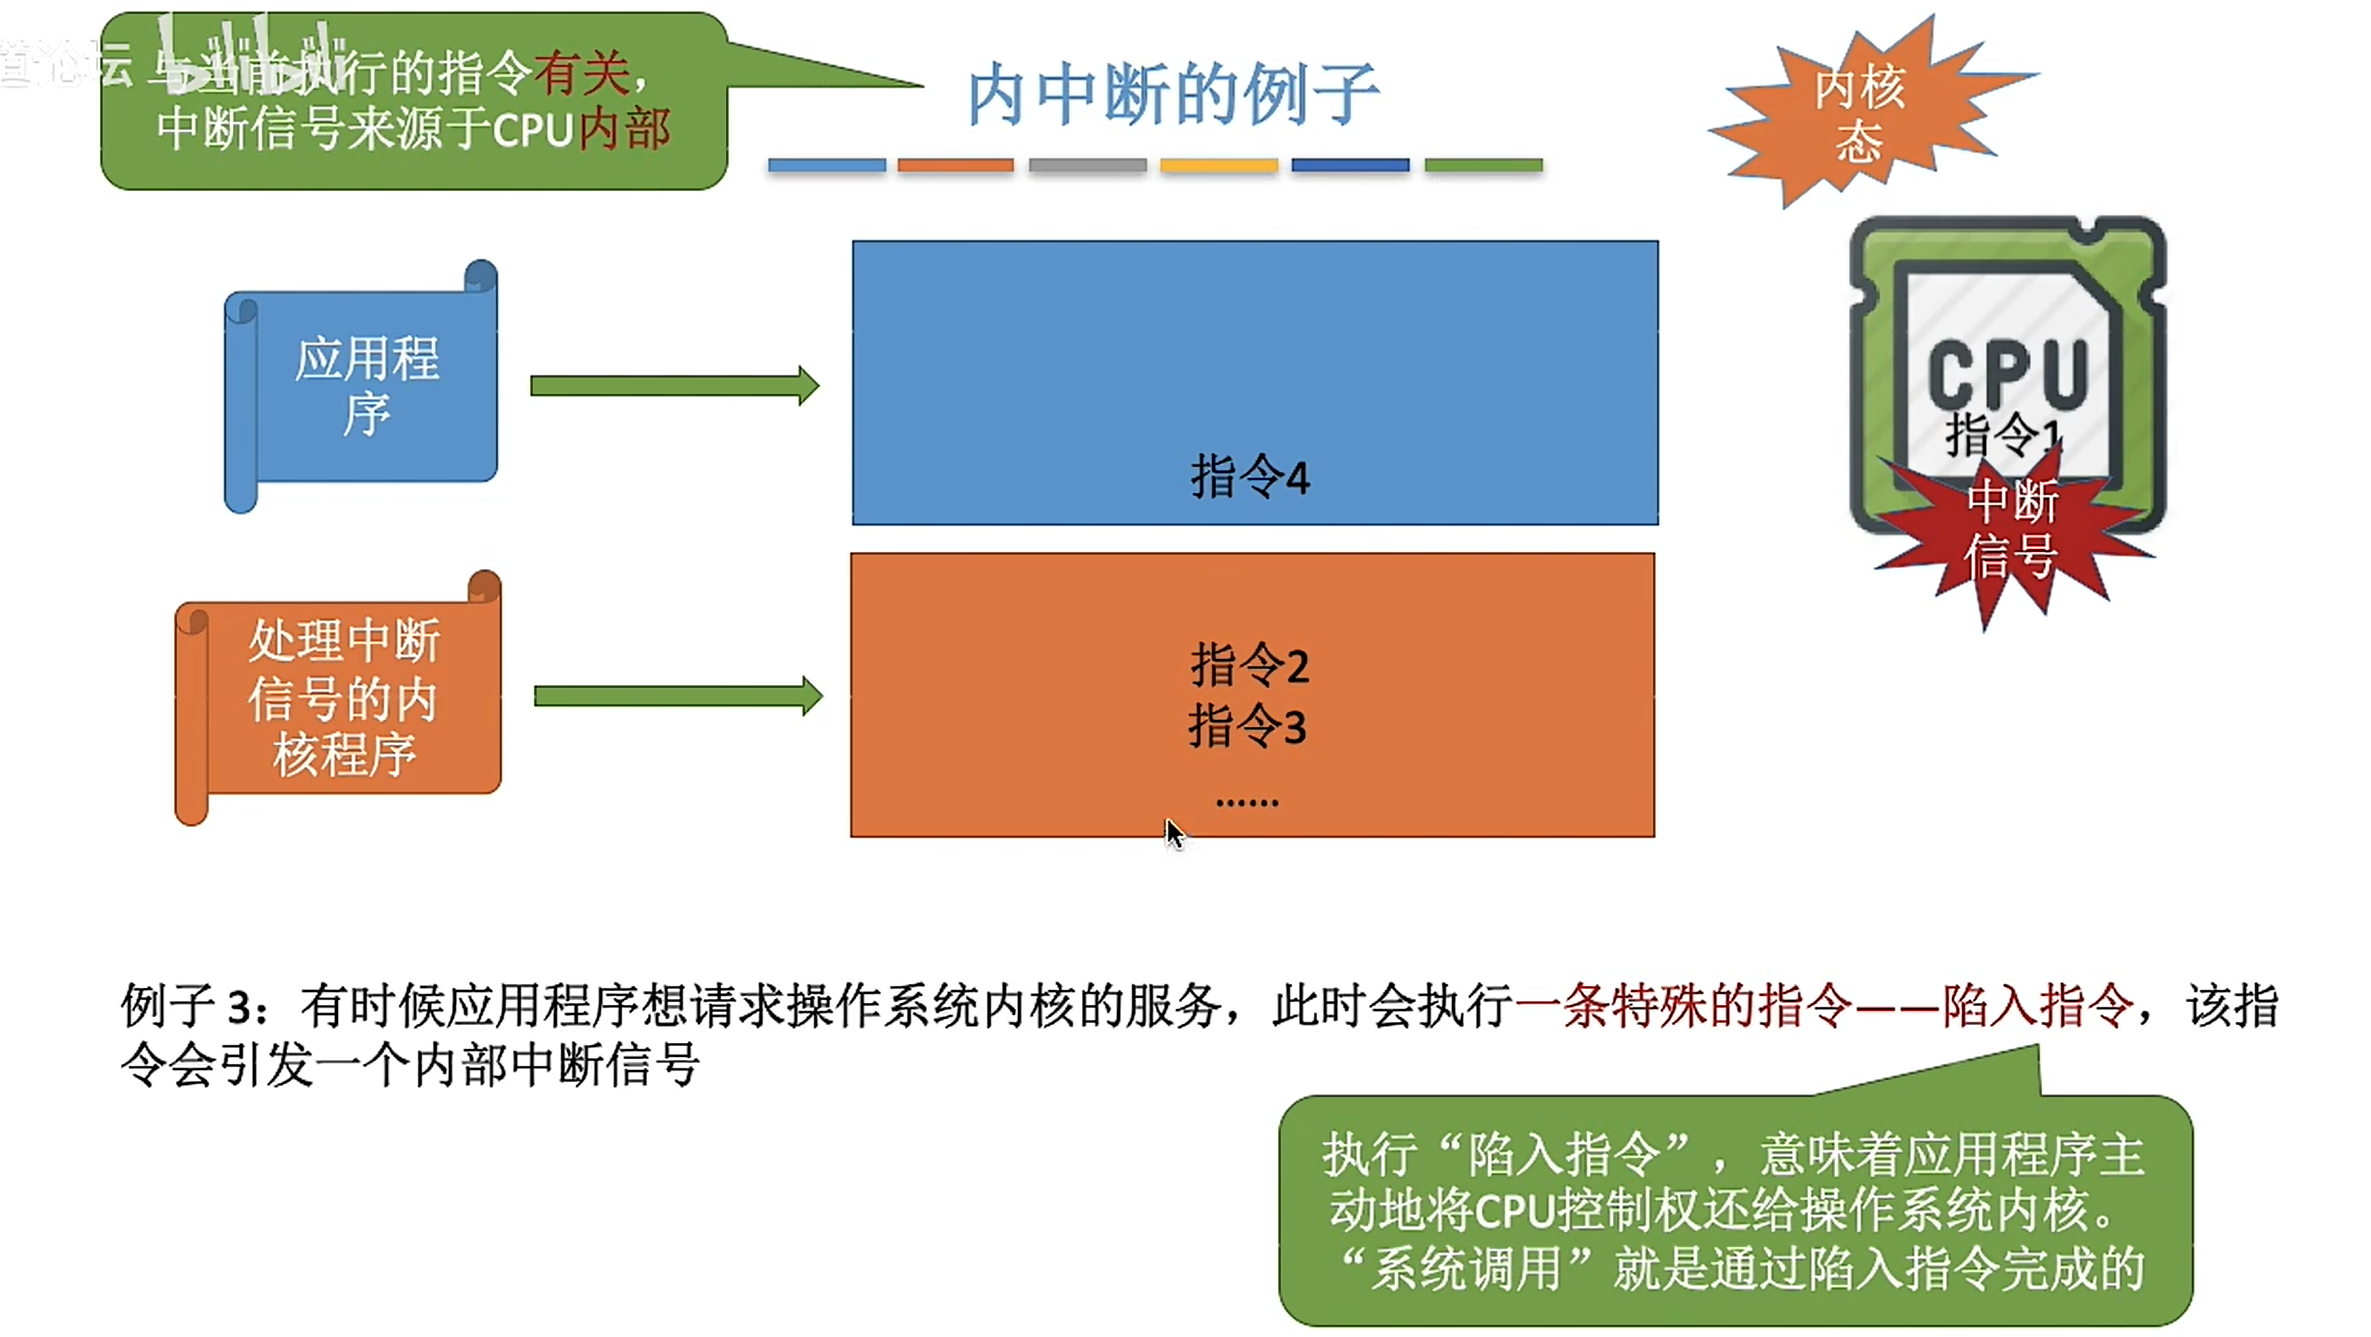 道论坛 bilibili
与当前执行的指令有关，
中断信号来源于CPU内部
内中断的例子
内核
态
应用程
序
指令4
CPU
指令1
中断
信号
处理中断
信号的内
核程序
指令2
指令3
……
例子 3：有时候应用程序想请求操作系统内核的服务，此时会执行一条特殊的指令——陷入指令，该指
令会引发一个内部中断信号
执行“陷入指令”，意味着应用程序主
动地将CPU控制权还给操作系统内核。
“系统调用”就是通过陷入指令完成的